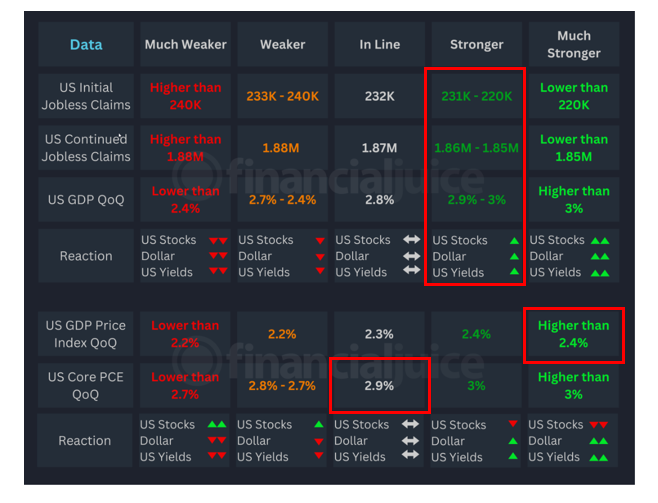 Data Much Weaker Weaker In Line Stronger Much
Stronger
US Initial
Jobless Claims Higher than
240K 233K - 240K 232K 231K - 220K Lower than
220K
US Continued
Jobless Claims Higher than
1.88M 1.88M 1.87M 1.86M - 1.85M Lower than
1.85M
US GDP QoQ Lower than
2.4% 2.7% - 2.4% 2.8% 2.9% - 3% Higher than
3%
financialjuice
Reaction
US Stocks US Stocks US Stocks US Stocks US Stocks
Dollar Dollar Dollar Dollar Dollar
US Yields US Yields US Yields US Yields US Yields
US GDP Price
Index QoQ Lower than
2.2% 2.2% 2.3% 2.4% Higher than
2.4%
financialjuice
US Core PCE
QoQ Lower than
2.7% 2.8% - 2.7% 2.9% 3% Higher than
3%
Reaction
US Stocks US Stocks US Stocks US Stocks US Stocks
Dollar Dollar Dollar Dollar Dollar
US Yields US Yields US Yields US Yields US Yields